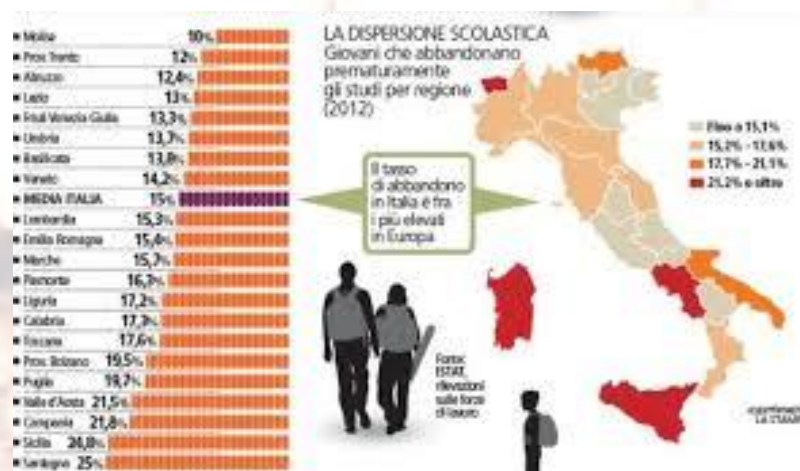 LA DISPERSIONE SCOLASTICA
Giovani che abbandonano
prematuramente
gli studi per regione
(2012)
Molise 10%
Prov. Trento 12%
Abruzzo 12,4%
Lazio 13%
Friuli Venezia Giulia 13,3%
Umbria 13,7%
Basilicata 13,8%
Veneto 14,2%
MEDIA ITALIA 15%
Lombardia 15,3%
Emilia Romagna 15,4%
Marche 15,7%
Piemonte 16,3%
Liguria 17,2%
Calabria 17,3%
Toscana 17,6%
Prov. Bolzano 19,5%
Puglia 19,7%
Valle d'Aosta 21,5%
Campania 21,8%
Sicilia 24,8%
Sardegna 25%
Il tasso
di abbandono
in Italia è fra
i più elevati
in Europa
Fino a 15,1%
15,2% - 17,6%
17,7% - 21,1%
21,2% e oltre
Fonte:
ISTAT,
rilevazioni
sulle forze
di lavoro
LA STAMPA